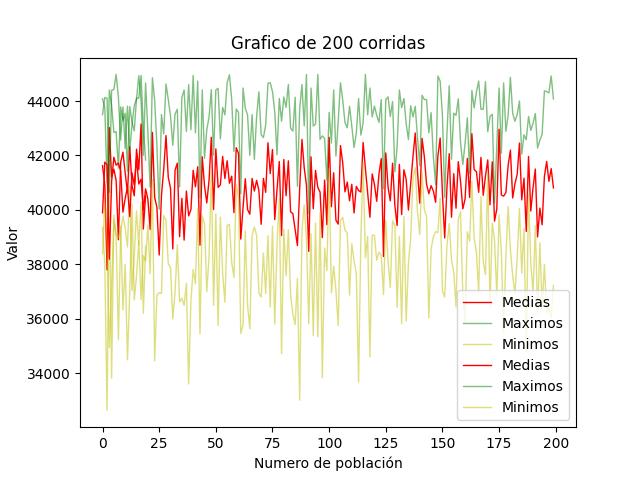 Grafico de 200 corridas
Valor
44000
42000
40000
38000
36000
34000
0 25 50 75 100 125 150 175 200
Numero de población
Medias
Maximos
Minimos
Medias
Maximos
Minimos